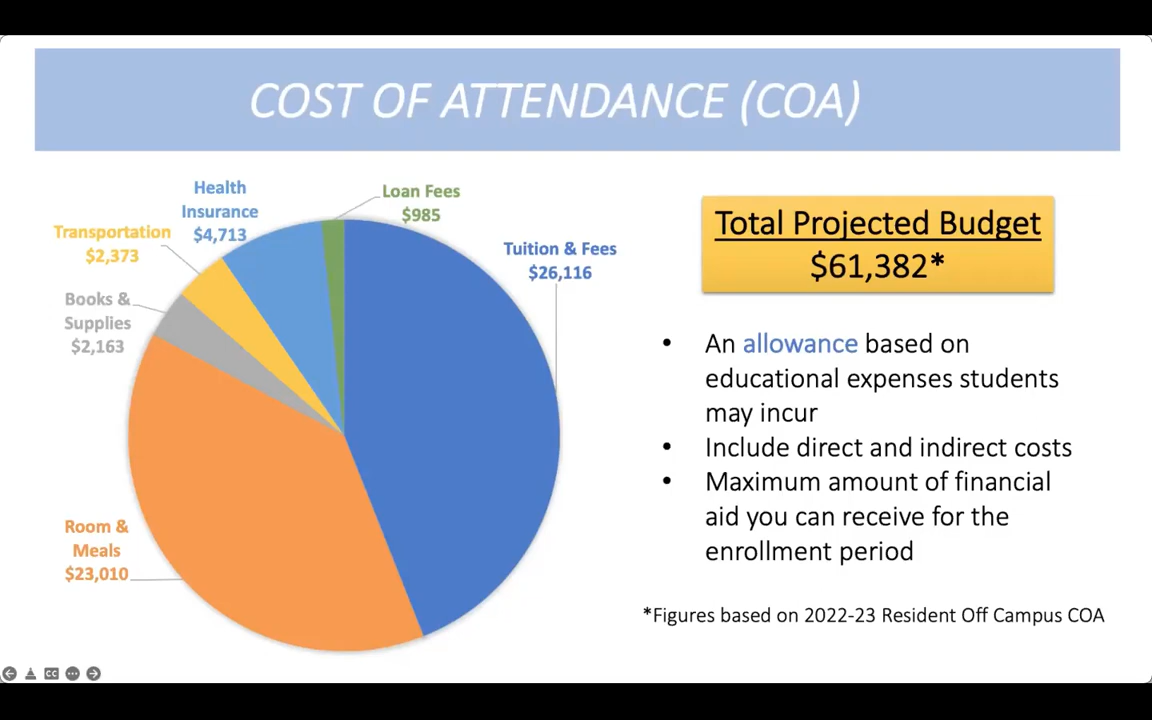 COST OF ATTENDANCE (COA)
Health
Insurance
$4,713
Loan Fees
$985
Transportation
$2,373
Tuition & Fees
$26,116
Books &
Supplies
$2,163
Room &
Meals
$23,010
Total Projected Budget
$61,382*
• An allowance based on
educational expenses students
may incur
• Include direct and indirect costs
• Maximum amount of financial
aid you can receive for the
enrollment period
*Figures based on 2022-23 Resident Off Campus COA
CC